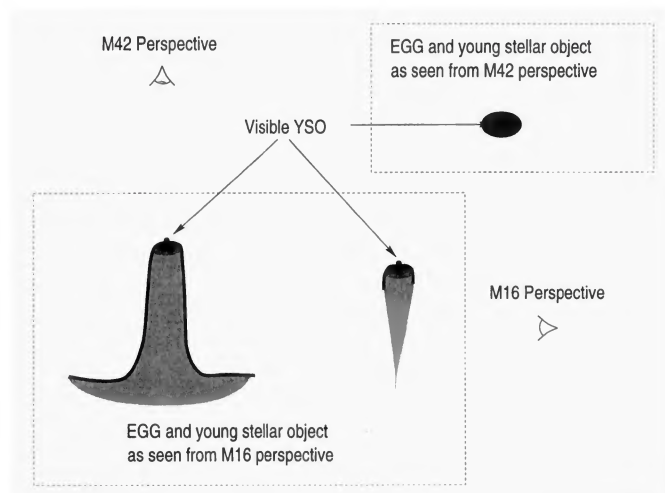 M42 Perspective
EGG and young stellar object
as seen from M42 perspective
Visible YSO
M16 Perspective
EGG and young stellar object
as seen from M16 perspective